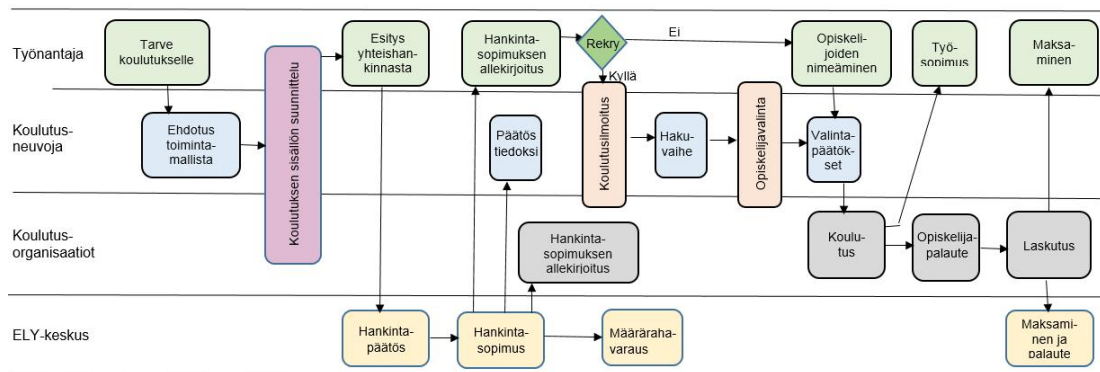 Työnantaja
Tarve
koulutukselle
Koulutuksen sisällön suunnittelu
Esitys
yhteishan-
kinnasta
Hankinta-
sopimuksen
allekirjoitus
Rekry
Ei
Kyllä
Opiskeli-
joiden
nimeäminen
Työ-
sopimus
Maksa-
minen
Koulutus-
neuvoja
Ehdotus
toiminta-
mallista
Päätös
tiedoksi
Koulutusilmoitus
Haku-
vaihe
Opiskelijavalinta
Valinta-
päätök-
set
Koulutus-
organisaatiot
Hankinta-
sopimuksen
allekirjoitus
Koulu-
tus
Opiskelija-
palaute
Laskutus
ELY-keskus
Hankinta-
päätös
Hankinta-
sopimus
Määräraha-
varaus
Maksami-
nen ja
palaute